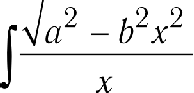 ∫ √(a² − b²x²) / x